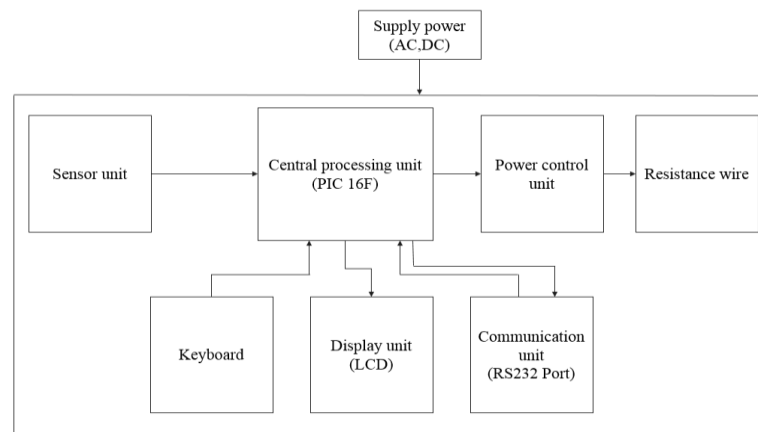 Supply power
(AC,DC)
Sensor unit
Central processing unit
(PIC 16F)
Power control
unit
Resistance wire
Keyboard
Display unit
(LCD)
Communication
unit
(RS232 Port)